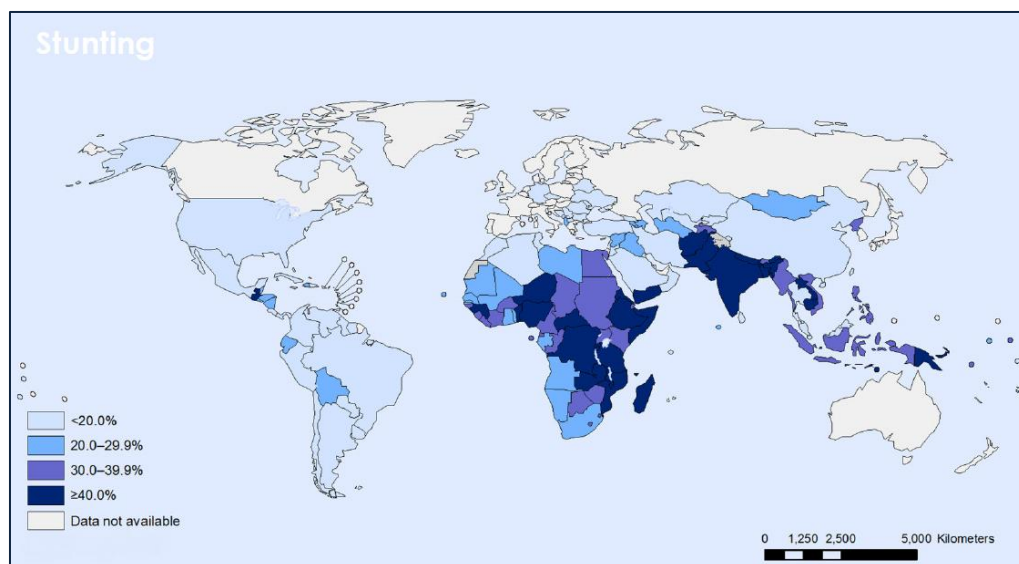 Stunting
<20.0%
20.0–29.9%
30.0–39.9%
≥40.0%
Data not available
0 1,250 2,500 5,000 Kilometers